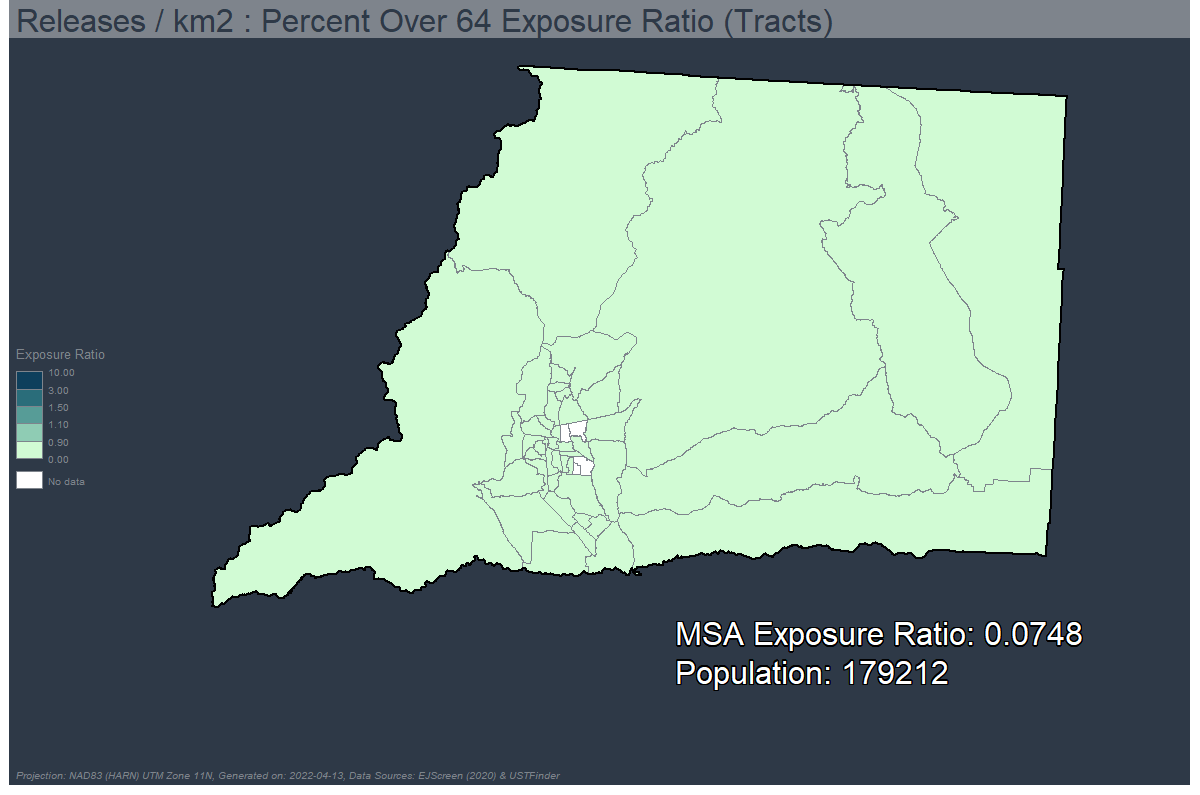 Releases / km2 : Percent Over 64 Exposure Ratio (Tracts)
Exposure Ratio
10.00
3.00
1.50
1.10
0.90
0.00
No data
MSA Exposure Ratio: 0.0748
Population: 179212
Projection: NAD83 (HARN) UTM Zone 11N, Generated on: 2022-04-13, Data Sources: EJScreen (2020) & USTFinder